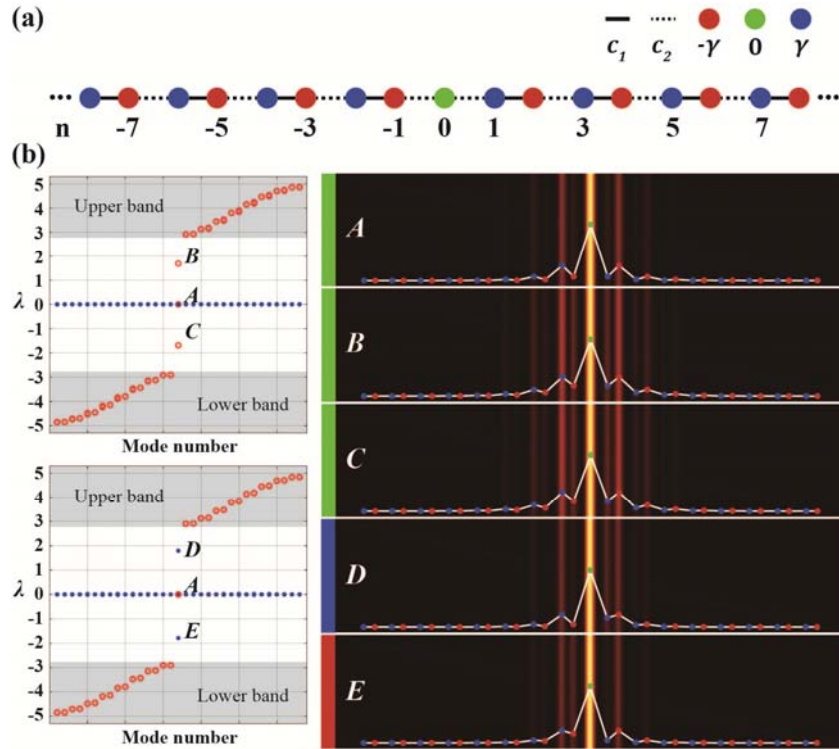 (a)
c₁ c₂ -γ 0 γ
... ...
n -7 -5 -3 -1 0 1 3 5 7
(b)
5
4
3
2
1
0
-1
-2
-3
-4
-5
λ
Upper band
B
A
C
Lower band
Mode number
5
4
3
2
1
0
-1
-2
-3
-4
-5
λ
Upper band
D
A
E
Lower band
Mode number
A
B
C
D
E